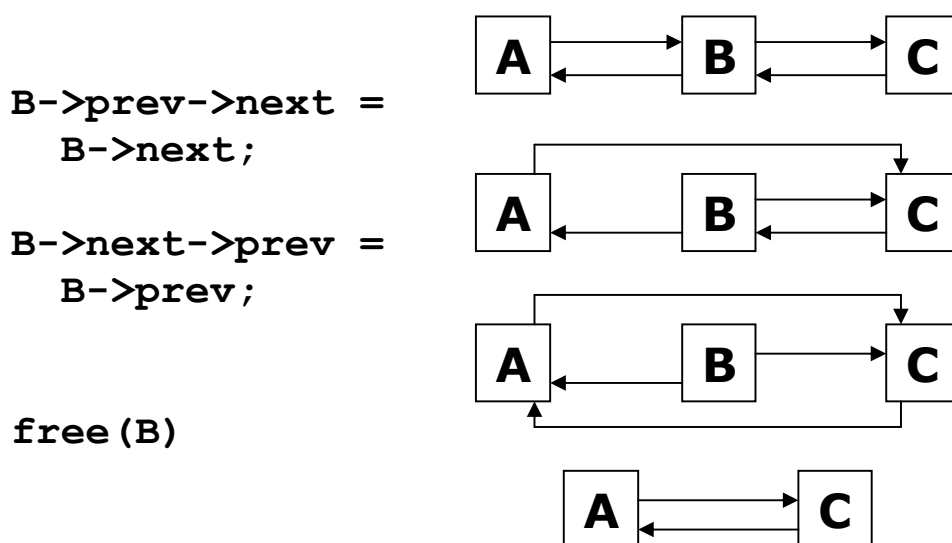 A B C
B->prev->next =
B->next;
A B C
B->next->prev =
B->prev;
A B C
free(B)
A C